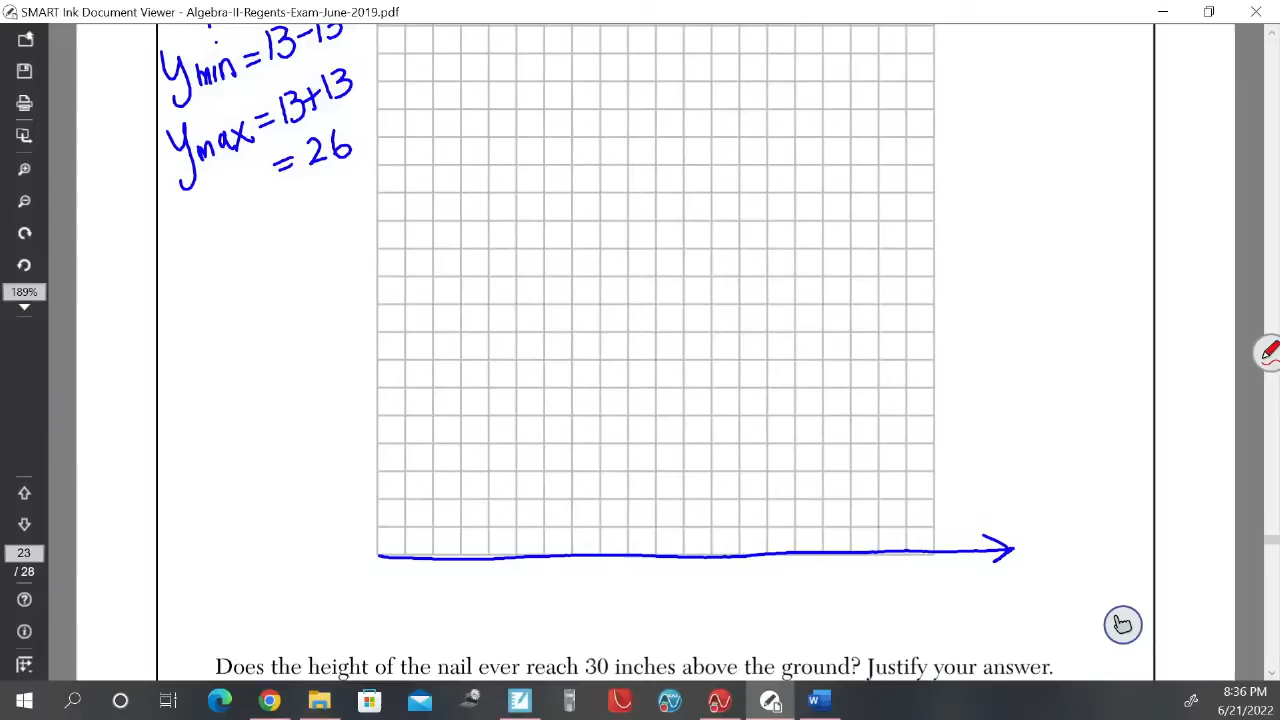 SMART Ink Document Viewer - Algebra-II-Regents-Exam-June-2019.pdf
y min = 13-13
y max = 13+13
= 26
189%
23
/ 28
Does the height of the nail ever reach 30 inches above the ground? Justify your answer.
8:36 PM
6/21/2022